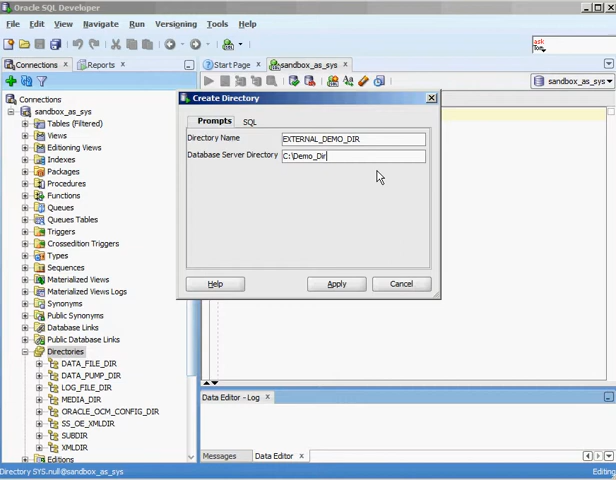 Oracle SQL Developer
File Edit View Navigate Run Versioning Tools Help
ask
Tom
Connections Reports Start Page sandbox_as_sys
sandbox_as_sys
Connections
sandbox_as_sys
Tables (Filtered)
Views
Indexes
Packages
Procedures
Functions
Queues
Queues Tables
Triggers
Crossedition Triggers
Types
Sequences
Materialized Views
Materialized Views Logs
Synonyms
Public Synonyms
Database Links
Public Database Links
Directories
DATA_FILE_DIR
DATA_PUMP_DIR
LOG_FILE_DIR
MEDIA_DIR
ORACLE_OCM_CONFIG_DIR
SS_OE_XMLDIR
SUBDIR
XMLDIR
Editions
Create Directory
Prompts SQL
Directory Name EXTERNAL_DEMO_DIR
Database Server Directory C:\Demo_Dir
Help Apply Cancel
Data Editor - Log
Messages Data Editor
Directory SYS.null@sandbox_as_sys Editing